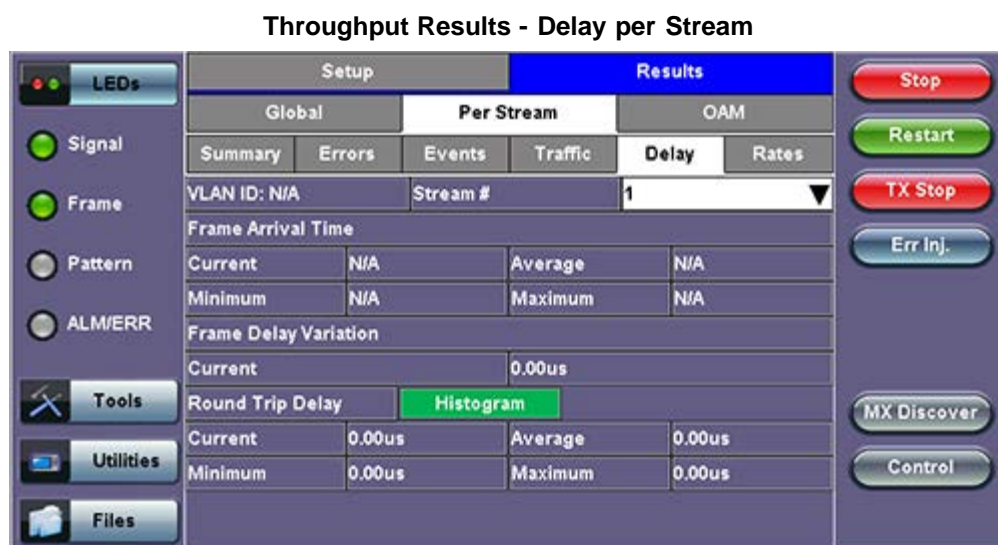 Throughput Results - Delay per Stream
LEDs
Setup
Results
Stop
Global
Per Stream
OAM
Restart
Signal
Summary
Errors
Events
Traffic
Delay
Rates
VLAN ID: N/A
Stream #
1
TX Stop
Frame
Frame Arrival Time
Err Inj.
Pattern
Current
N/A
Average
N/A
Minimum
N/A
Maximum
N/A
ALM/ERR
Frame Delay Variation
Current
0.00us
Tools
Round Trip Delay
Histogram
MX Discover
Current
0.00us
Average
0.00us
Utilities
Minimum
0.00us
Maximum
0.00us
Control
Files